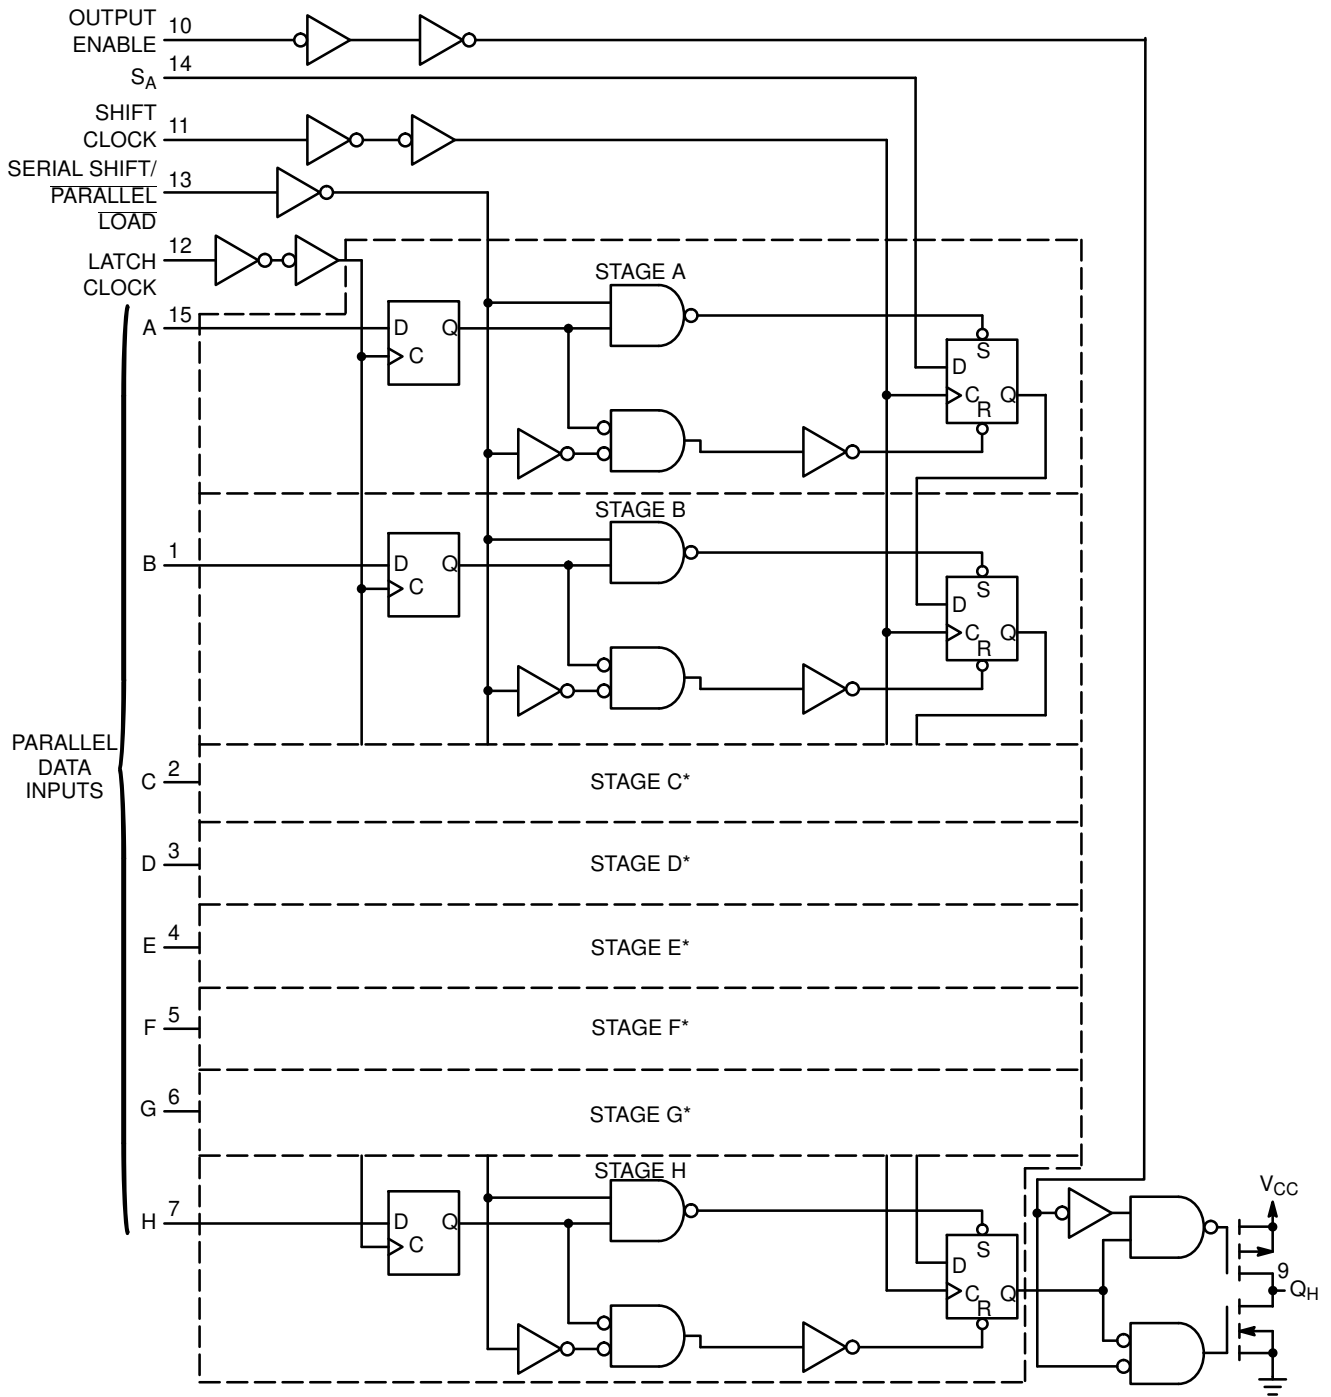 OUTPUT
ENABLE 10
SA 14
SHIFT
CLOCK 11
SERIAL SHIFT/
PARALLEL 13
LOAD
LATCH 12
CLOCK
STAGE A
A 15
D Q
C
S
D
C Q
R
STAGE B
B 1
D Q
C
S
D
C Q
R
PARALLEL
DATA
INPUTS
C 2
STAGE C*
D 3
STAGE D*
E 4
STAGE E*
F 5
STAGE F*
G 6
STAGE G*
STAGE H
H 7
D Q
C
S
D
C Q
R
VCC
9
QH